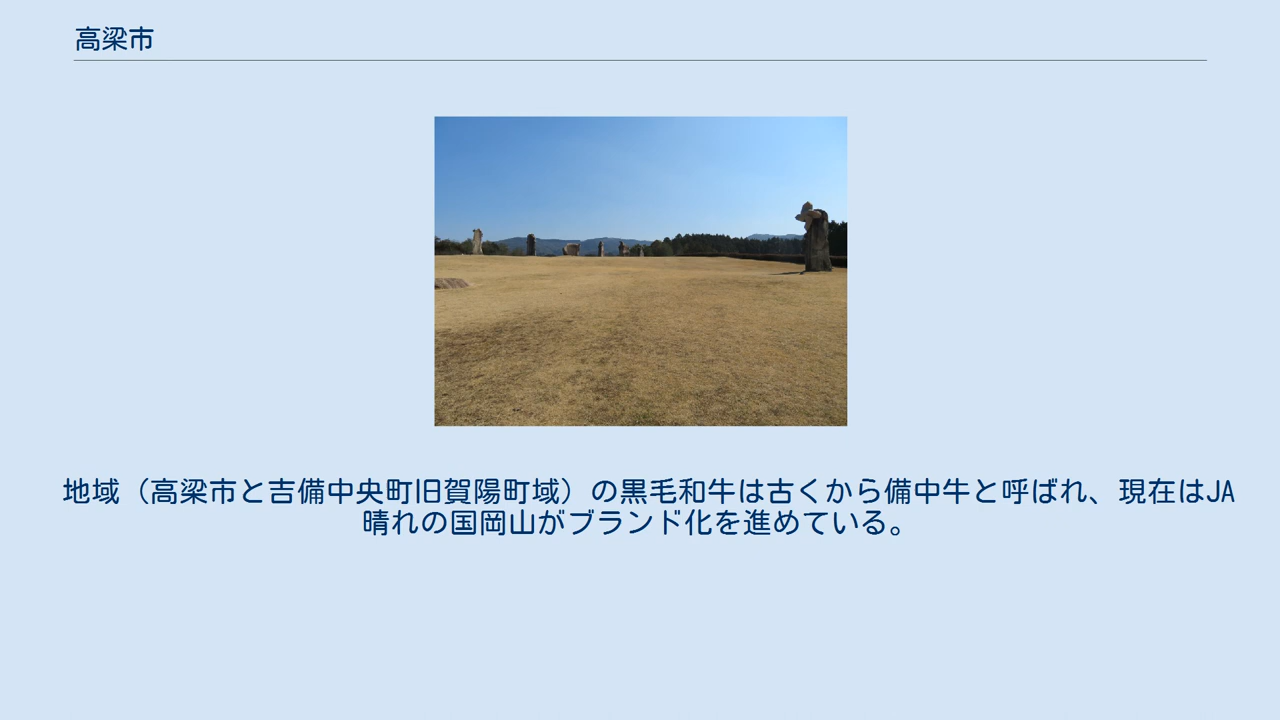 高梁市
地域（高梁市と吉備中央町旧賀陽町域）の黒毛和牛は古くから備中牛と呼ばれ、現在はJA
晴れの国岡山がブランド化を進めている。